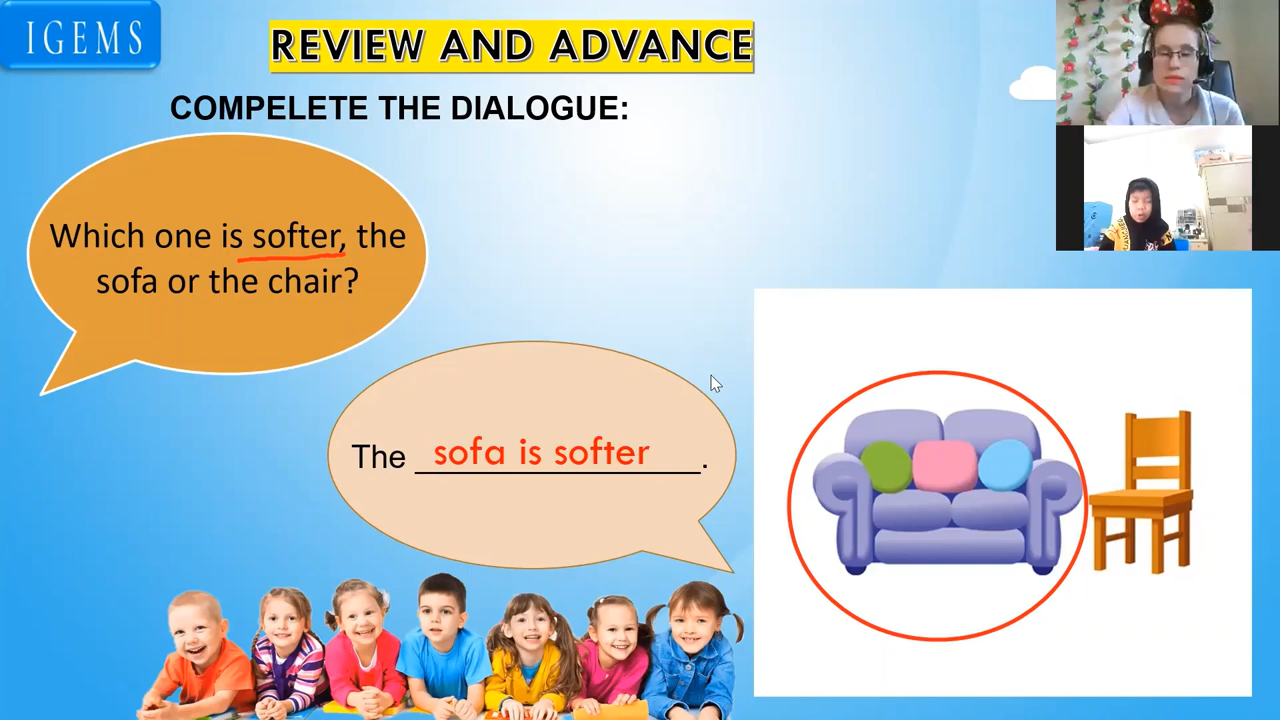 IGEMS
REVIEW AND ADVANCE
COMPELETE THE DIALOGUE:
Which one is softer, the
sofa or the chair?
The sofa is softer.